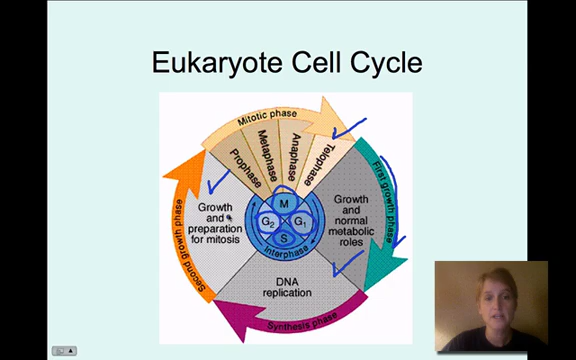 Eukaryote Cell Cycle
Mitotic phase
Prophase
Metaphase
Anaphase
Telophase
First growth phase
Growth
and
normal
metabolic
roles
M
G2
G1
S
Interphase
Growth
and
preparation
for mitosis
Second growth phase
DNA
replication
Synthesis phase